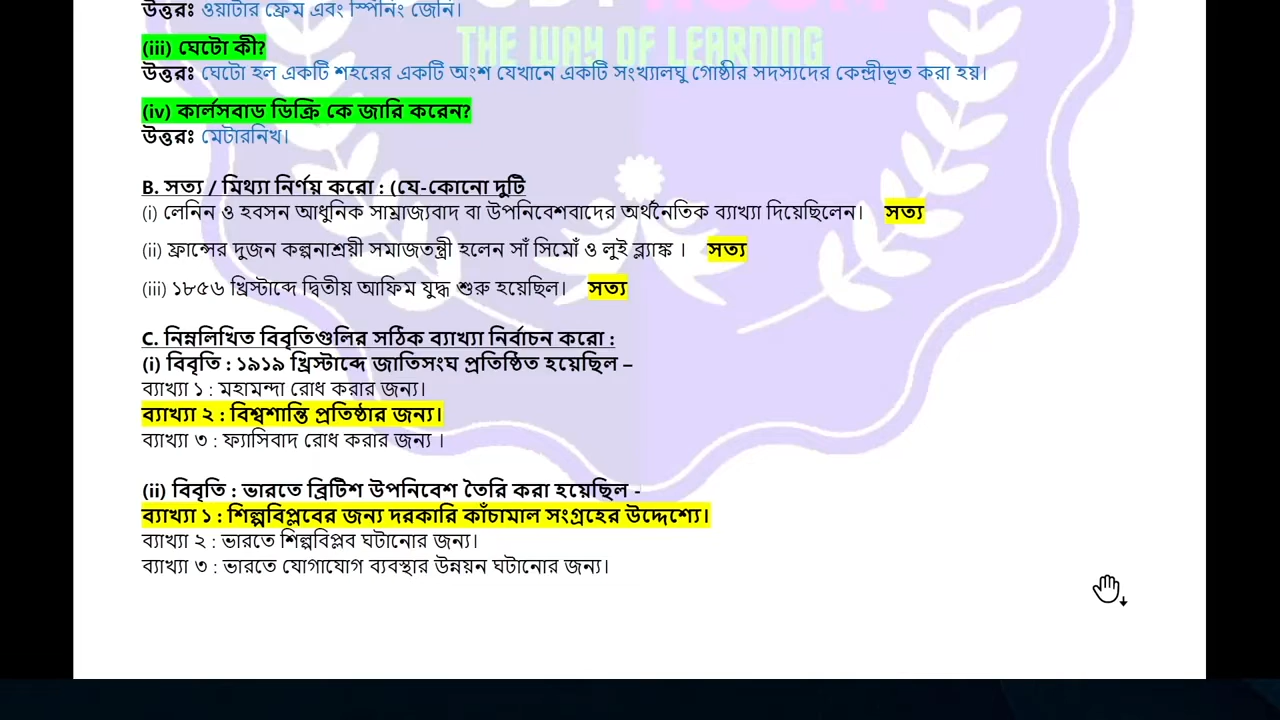 উত্তরঃ ওয়াটার ফ্রেম এবং স্পিনিং জেনি।
THE WAY OF LEARNING
(iii) ঘেটো কী?
উত্তরঃ ঘেটো হল একটি শহরের একটি অংশ যেখানে একটি সংখ্যালঘু গোষ্ঠীর সদস্যদের কেন্দ্রীভূত করা হয়।
(iv) কার্লসবাড ডিক্রি কে জারি করেন?
উত্তরঃ মেটারনিখ।
B. সত্য / মিথ্যা নির্ণয় করো : (যে-কোনো দুটি
(i) লেনিন ও হবসন আধুনিক সাম্রাজ্যবাদ বা উপনিবেশবাদের অর্থনৈতিক ব্যাখ্যা দিয়েছিলেন। সত্য
(ii) ফ্রান্সের দুজন কল্পনাশ্রয়ী সমাজতন্ত্রী হলেন সাঁ সিমোঁ ও লুই ব্ল্যাঙ্ক । সত্য
(iii) ১৮৫৬ খ্রিস্টাব্দে দ্বিতীয় আফিম যুদ্ধ শুরু হয়েছিল। সত্য
C. নিম্নলিখিত বিবৃতিগুলির সঠিক ব্যাখ্যা নির্বাচন করো :
(i) বিবৃতি : ১৯১৯ খ্রিস্টাব্দে জাতিসংঘ প্রতিষ্ঠিত হয়েছিল –
ব্যাখ্যা ১ : মহামন্দা রোধ করার জন্য।
ব্যাখ্যা ২ : বিশ্বশান্তি প্রতিষ্ঠার জন্য।
ব্যাখ্যা ৩ : ফ্যাসিবাদ রোধ করার জন্য ।
(ii) বিবৃতি : ভারতে ব্রিটিশ উপনিবেশ তৈরি করা হয়েছিল -
ব্যাখ্যা ১ : শিল্পবিপ্লবের জন্য দরকারি কাঁচামাল সংগ্রহের উদ্দেশ্যে।
ব্যাখ্যা ২ : ভারতে শিল্পবিপ্লব ঘটানোর জন্য।
ব্যাখ্যা ৩ : ভারতে যোগাযোগ ব্যবস্থার উন্নয়ন ঘটানোর জন্য।